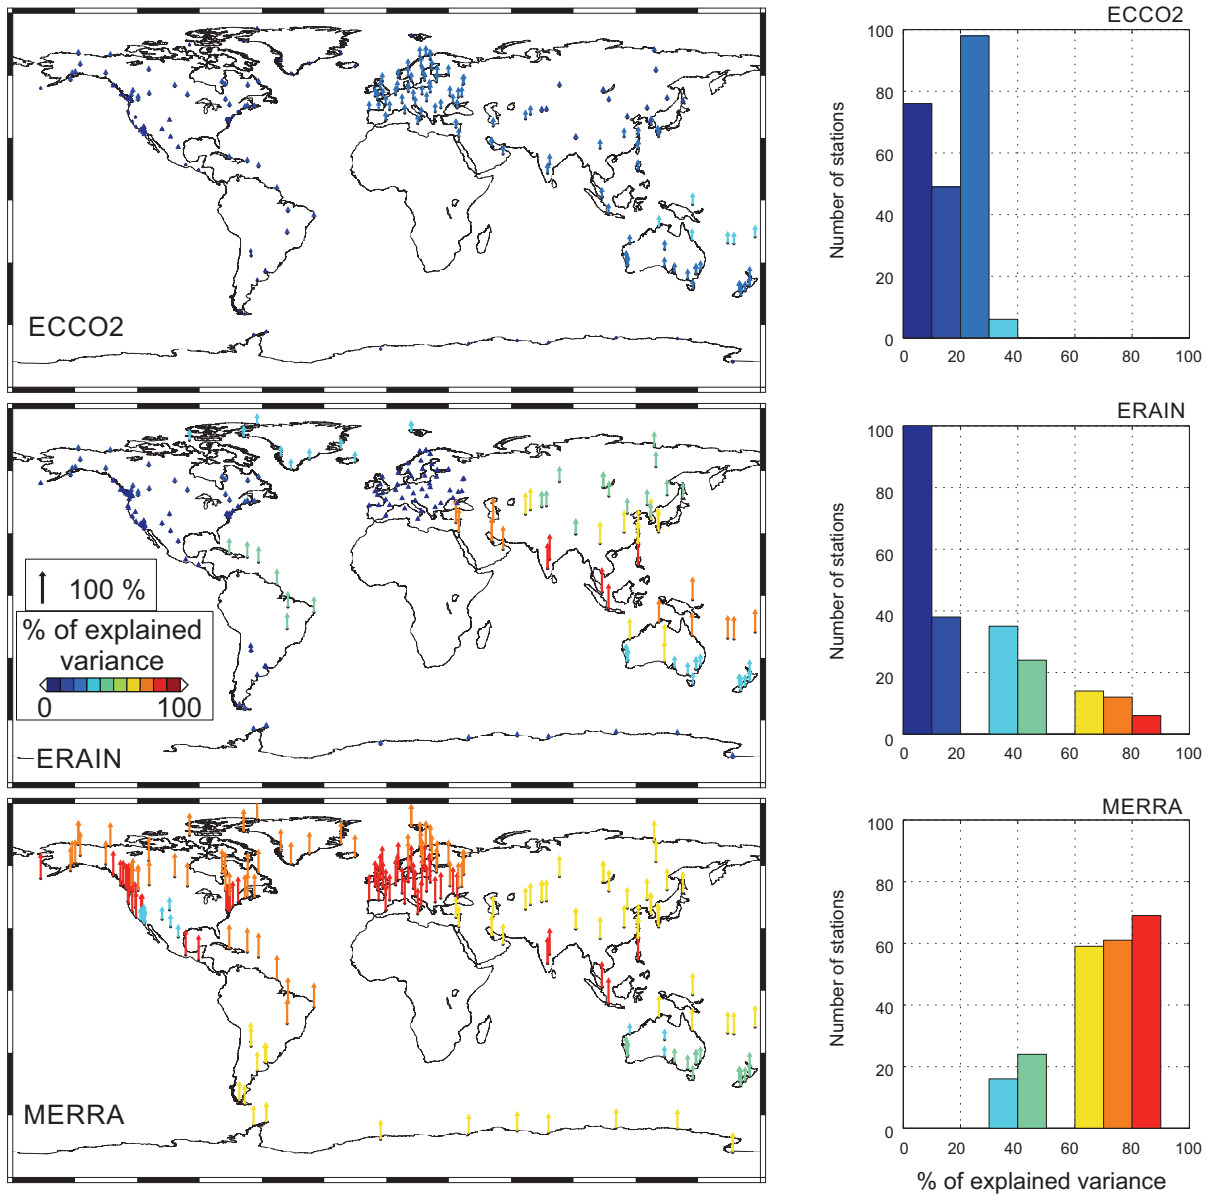 ECCO2
100
80
60
40
20
0
Number of stations
0 20 40 60 80 100
ECCO2
ERAIN
100
80
60
40
20
0
Number of stations
0 20 40 60 80 100
100 %
% of explained
variance
0 100
ERAIN
MERRA
100
80
60
40
20
0
Number of stations
0 20 40 60 80 100
% of explained variance
MERRA